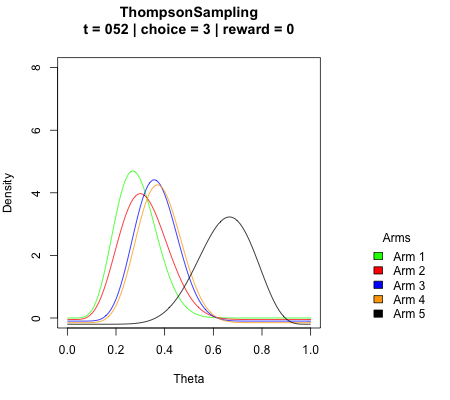 ThompsonSampling
t = 052 | choice = 3 | reward = 0
8
6
4
2
0
Density
0.0 0.2 0.4 0.6 0.8 1.0
Theta
Arms
Arm 1
Arm 2
Arm 3
Arm 4
Arm 5